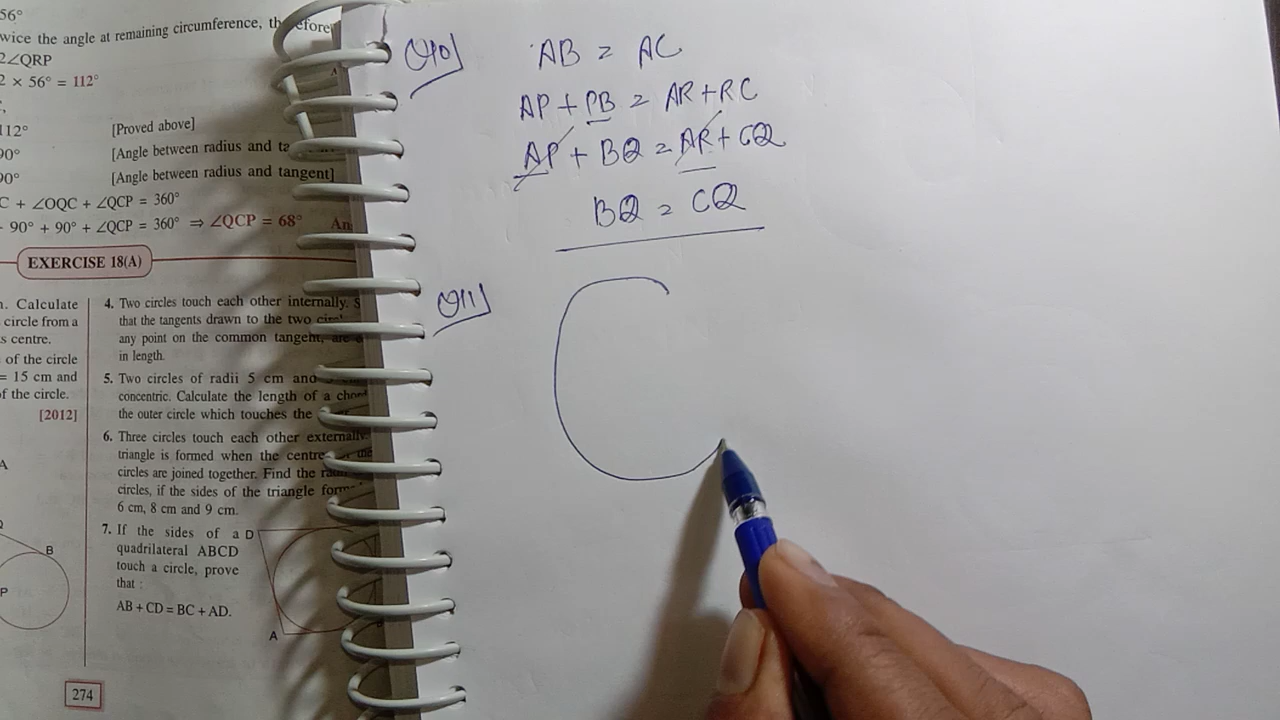 56°
wice the angle at remaining circumference, th efore
2∠QRP
2 × 56° = 112°
112° [Proved above]
90° [Angle between radius and ta
90° [Angle between radius and tangent]
C + ∠OQC + ∠QCP = 360°
90° + 90° + ∠QCP = 360° ⇒ ∠QCP = 68° An
EXERCISE 18(A)
. Calculate
circle from a
s centre.
of the circle
= 15 cm and
of the circle.
[2012]
A
B
P
4. Two circles touch each other internally. S
that the tangents drawn to the two
any point on the common tangent, are
in length.
5. Two circles of radii 5 cm and
concentric. Calculate the length of a
the outer circle which touches the
6. Three circles touch each other externally
triangle is formed when the centre
circles are joined together. Find the
circles, if the sides of the triangle
6 cm, 8 cm and 9 cm.
7. If the sides of a
quadrilateral ABCD
touch a circle, prove
that :
AB + CD = BC + AD.
D
A
274
Q10]
AB = AC
AP + PB = AR + RC
AP + BQ = AR + CQ
BQ = CQ
Q11]